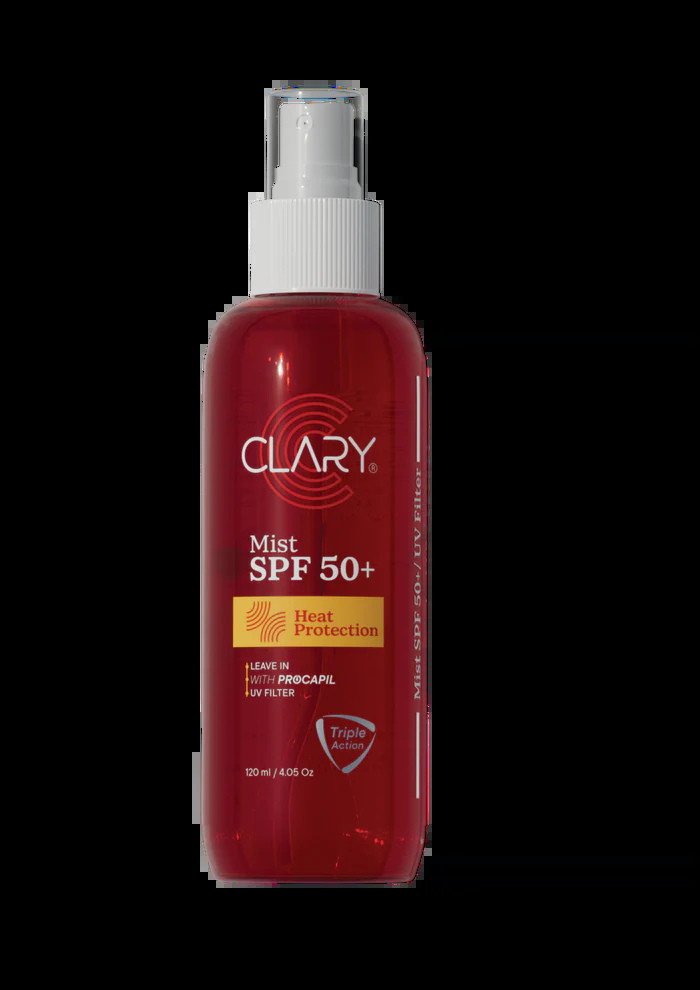 CLARY®
Mist
SPF 50+
Heat
Protection
LEAVE IN
WITH PROCAPIL
UV FILTER
Triple
Action
120 ml / 4.05 Oz
Mist SPF 50+/ UV Filter